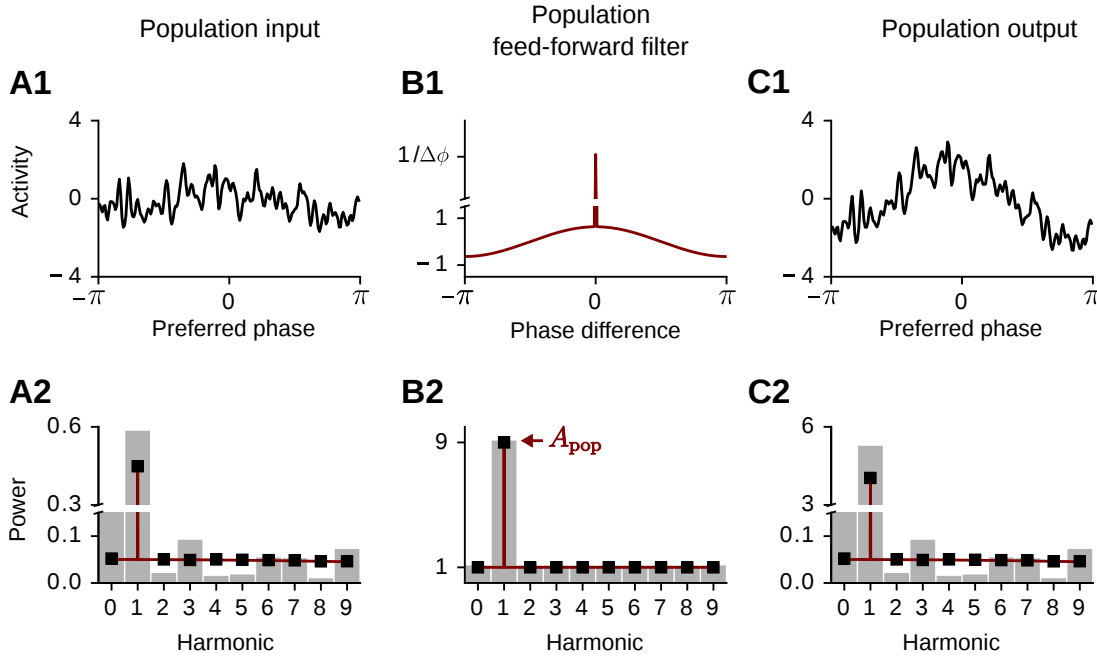 Population input
Population
feed-forward filter
Population output
A1
B1
C1
Activity
4
0
−4
−π
0
π
Preferred phase
1/Δϕ
1
−1
−π
0
π
Phase difference
4
0
−4
−π
0
π
Preferred phase
A2
B2
C2
Power
0.6
0.3
0.1
0.0
0 1 2 3 4 5 6 7 8 9
Harmonic
9
1
A_pop
0 1 2 3 4 5 6 7 8 9
Harmonic
6
3
0.1
0.0
0 1 2 3 4 5 6 7 8 9
Harmonic